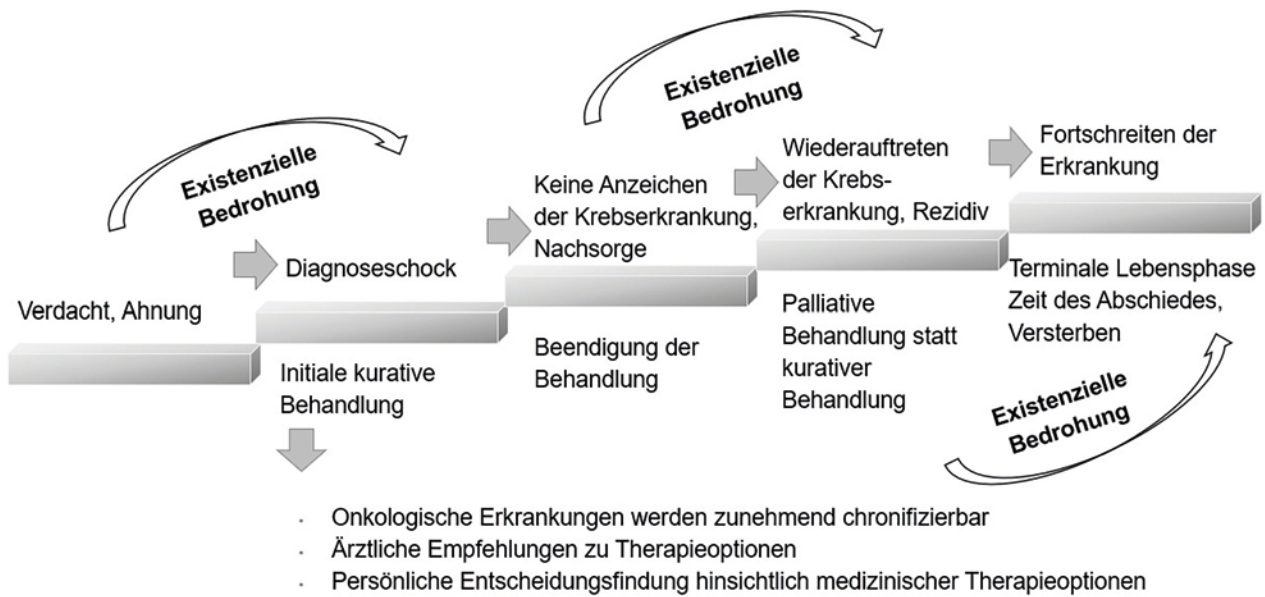 Existenzielle
Bedrohung
Verdacht, Ahnung
Diagnoseschock
Initiale kurative
Behandlung
Keine Anzeichen
der Krebserkrankung,
Nachsorge
Beendigung der
Behandlung
Existenzielle
Bedrohung
Wiederauftreten
der Krebs-
erkrankung, Rezidiv
Palliative
Behandlung statt
kurativer
Behandlung
Fortschreiten der
Erkrankung
Terminale Lebensphase
Zeit des Abschiedes,
Versterben
Existenzielle
Bedrohung
· Onkologische Erkrankungen werden zunehmend chronifizierbar
· Ärztliche Empfehlungen zu Therapieoptionen
· Persönliche Entscheidungsfindung hinsichtlich medizinischer Therapieoptionen